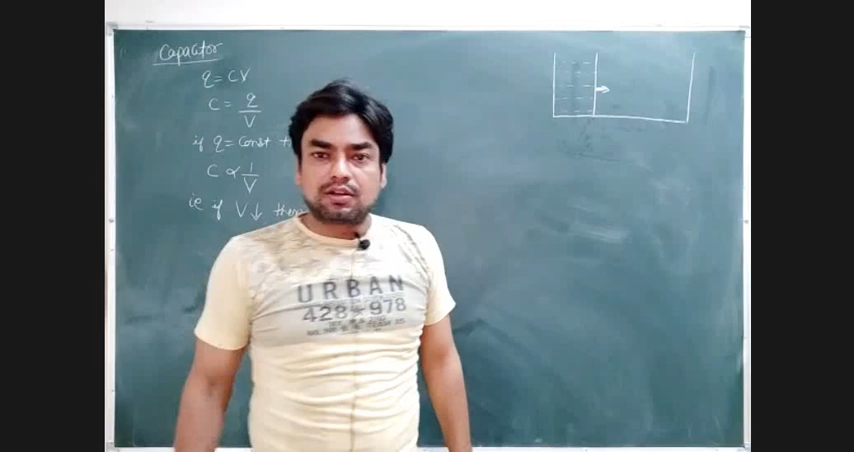 Capacitor
q = CV
C = q/V
if q = Const
C ∝ 1/V
ie if V↓ then
URBAN
428 978